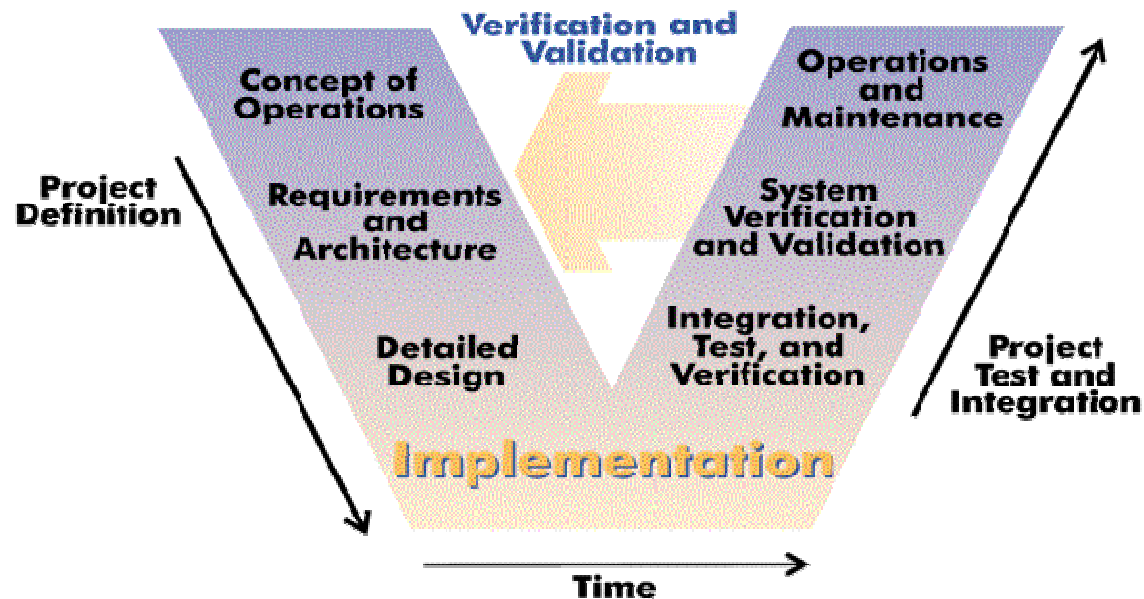 Verification and
Validation
Concept of
Operations
Operations
and
Maintenance
Project
Definition
Requirements
and
Architecture
System
Verification
and Validation
Detailed
Design
Integration,
Test, and
Verification
Project
Test and
Integration
Implementation
Time